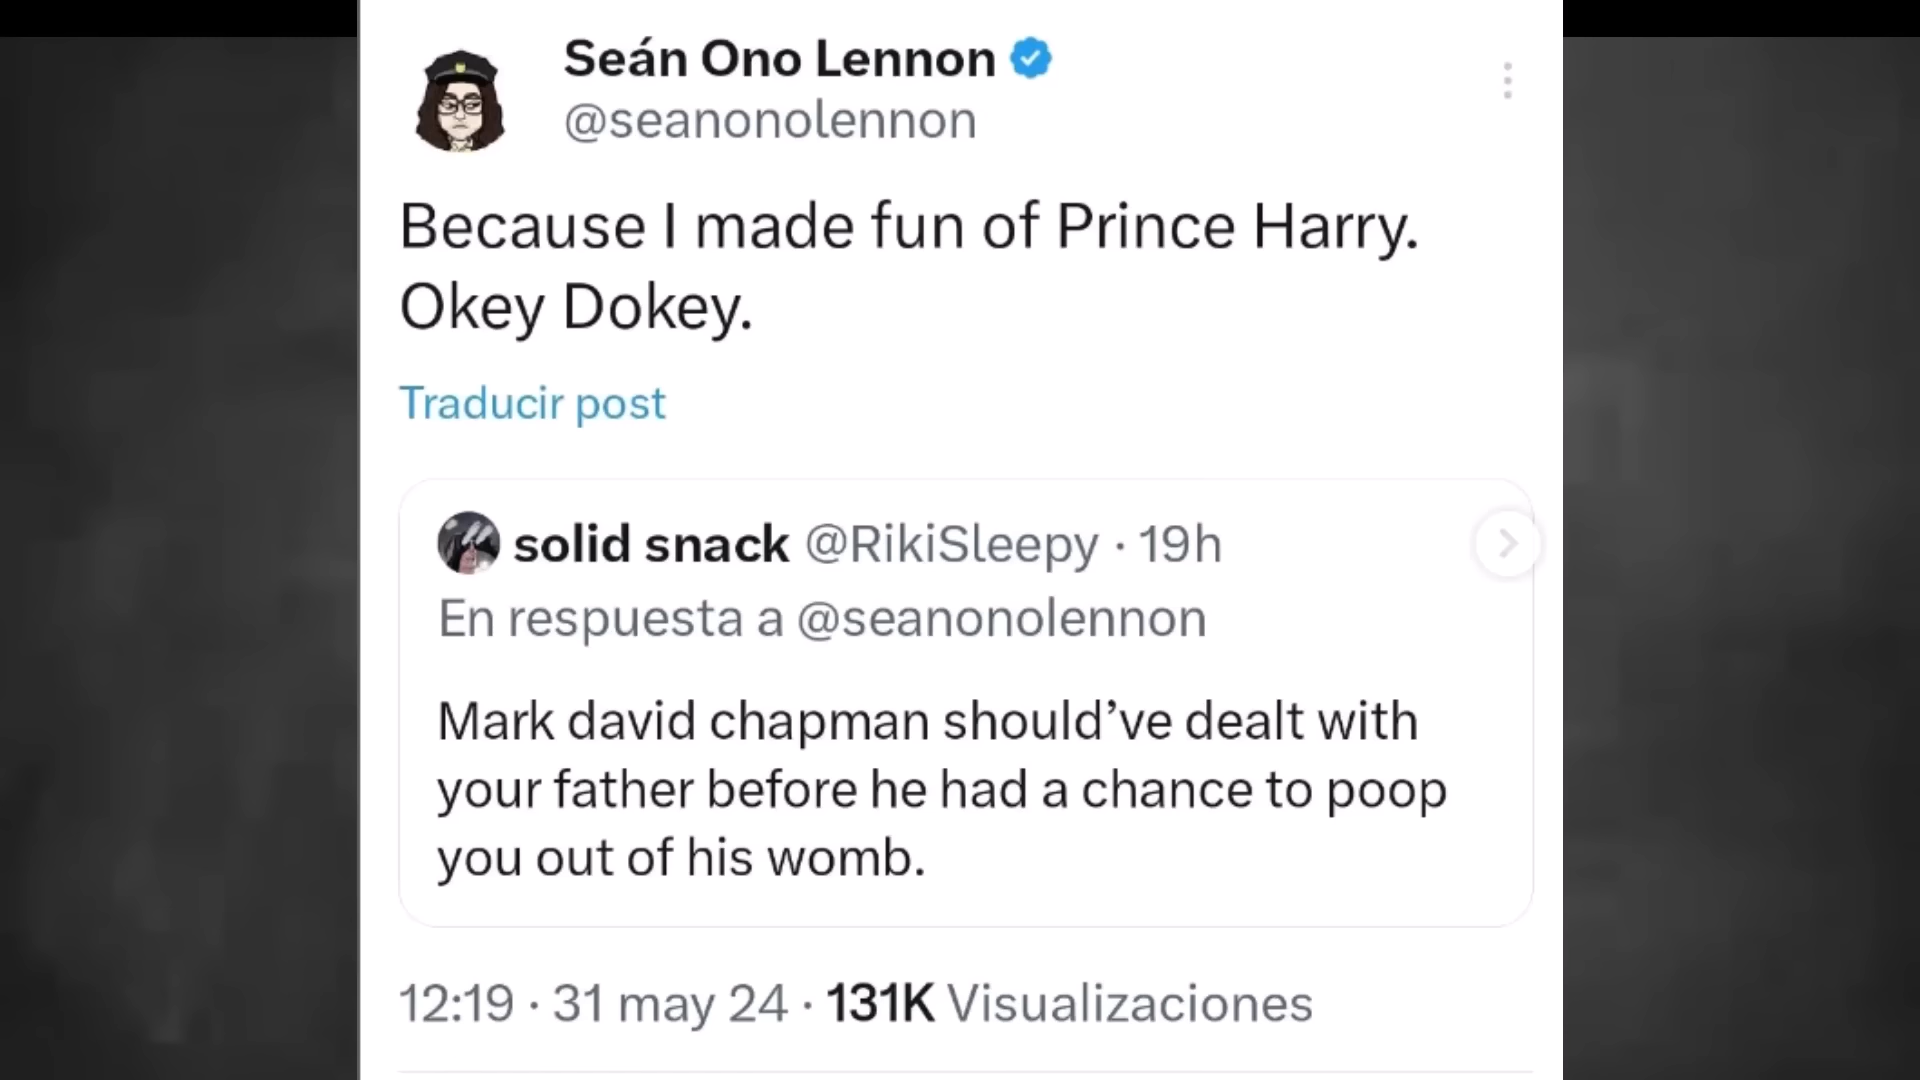 Seán Ono Lennon
@seanonolennon
Because I made fun of Prince Harry.
Okey Dokey.
Traducir post
solid snack @RikiSleepy · 19h
En respuesta a @seanonolennon
Mark david chapman should’ve dealt with
your father before he had a chance to poop
you out of his womb.
12:19 · 31 may 24 · 131K Visualizaciones